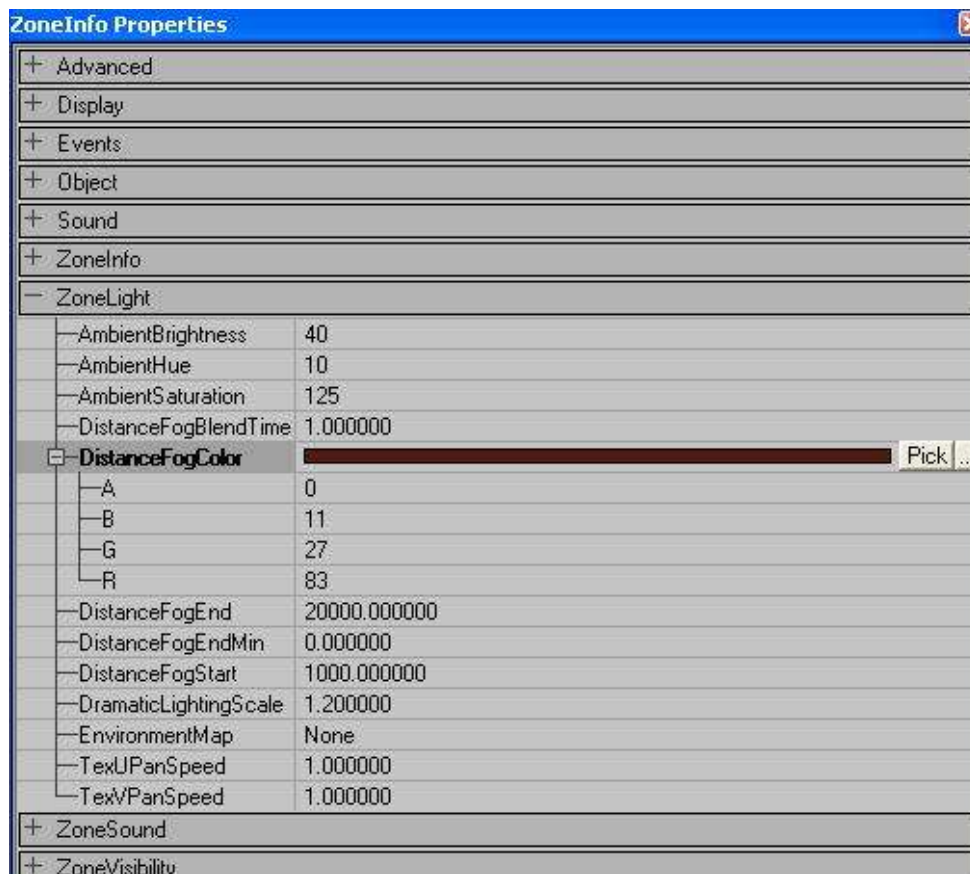 ZoneInfo Properties
+ Advanced
+ Display
+ Events
+ Object
+ Sound
+ ZoneInfo
- ZoneLight
AmbientBrightness 40
AmbientHue 10
AmbientSaturation 125
DistanceFogBlendTime 1.000000
DistanceFogColor Pick ...
A 0
B 11
G 27
R 83
DistanceFogEnd 20000.000000
DistanceFogEndMin 0.000000
DistanceFogStart 1000.000000
DramaticLightingScale 1.200000
EnvironmentMap None
TexUPanSpeed 1.000000
TexVPanSpeed 1.000000
+ ZoneSound
+ ZoneVisibility